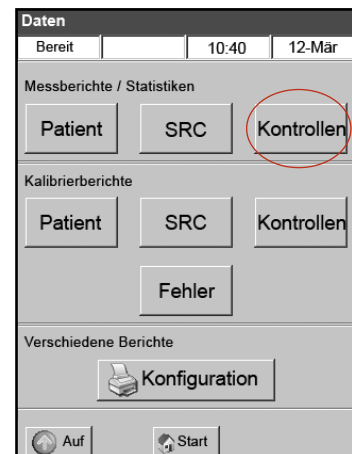 Daten
Bereit 10:40 12-Mär
Messberichte / Statistiken
Patient SRC Kontrollen
Kalibrierberichte
Patient SRC Kontrollen
Fehler
Verschiedene Berichte
Konfiguration
Auf Start